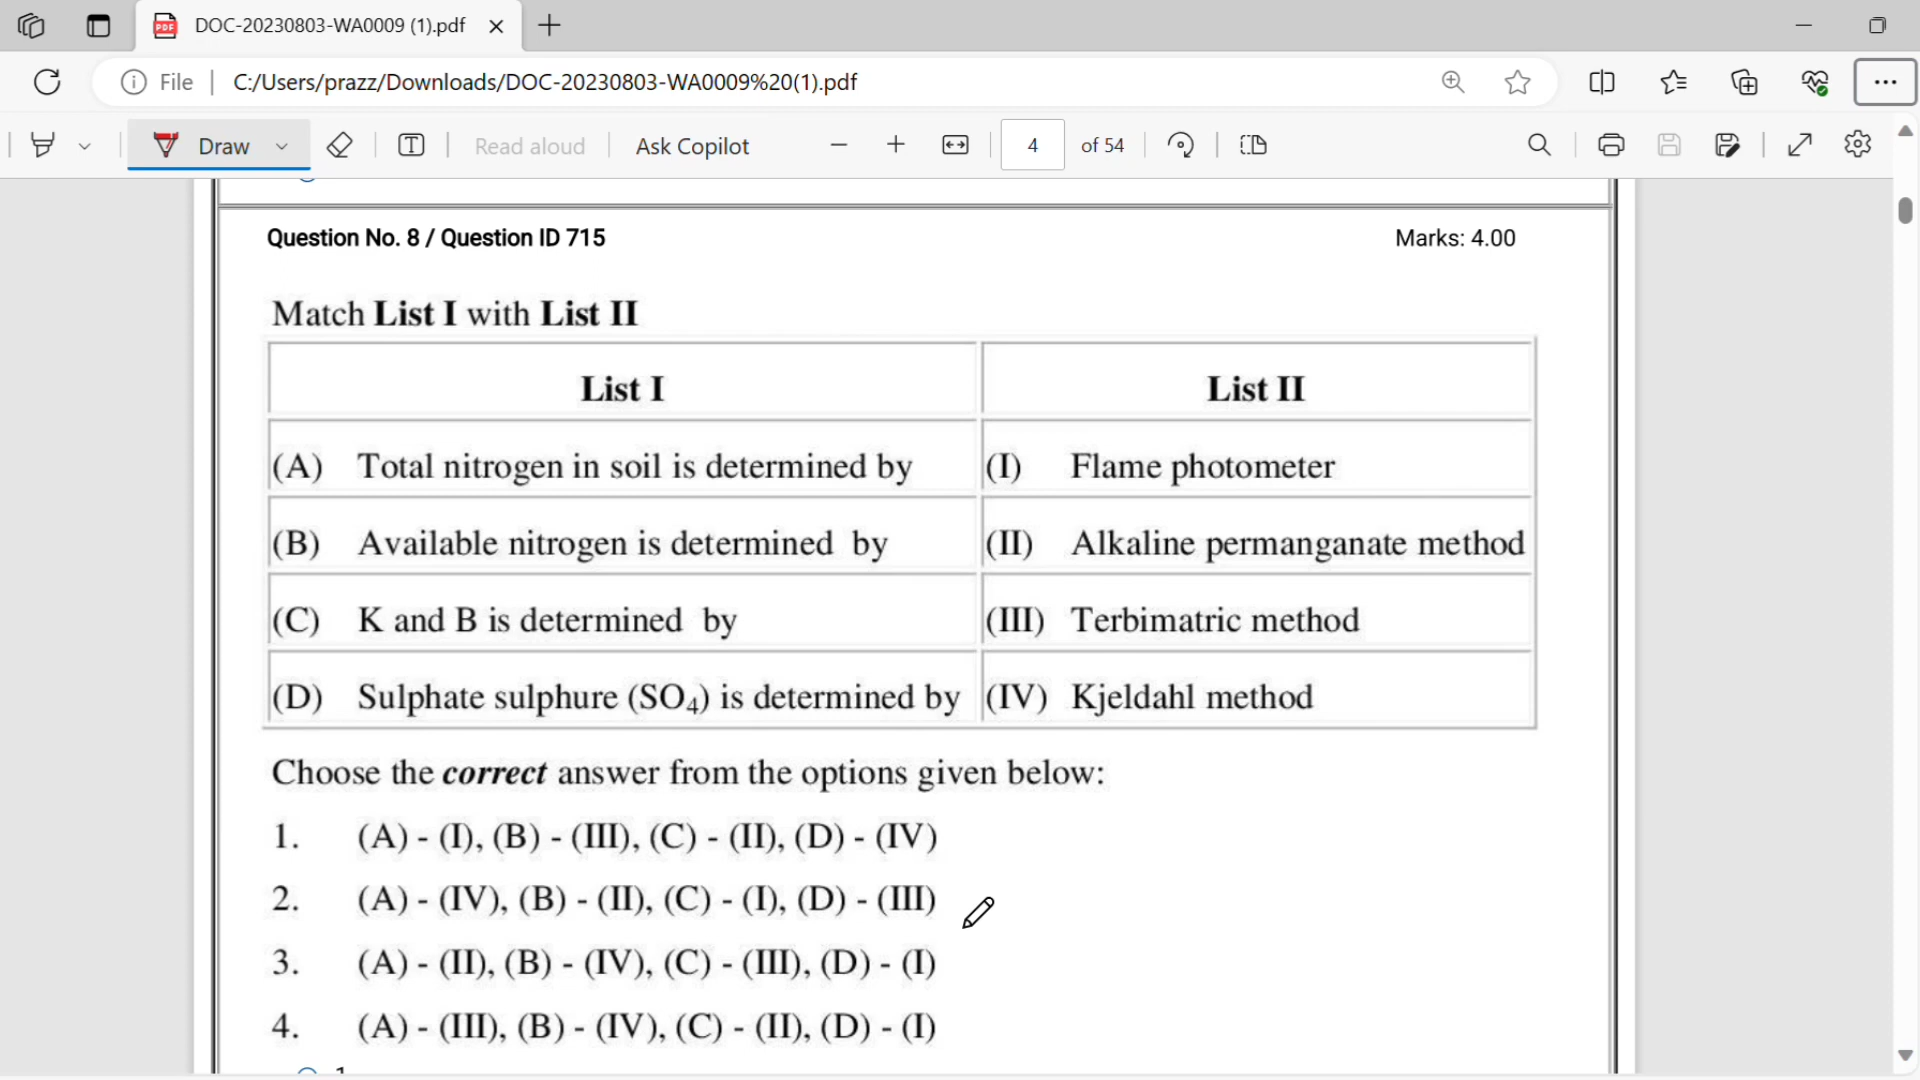 DOC-20230803-WA0009 (1).pdf
File C:/Users/prazz/Downloads/DOC-20230803-WA0009%20(1).pdf
Draw Read aloud Ask Copilot 4 of 54
Question No. 8 / Question ID 715 Marks: 4.00
Match List I with List II
List I List II
(A) Total nitrogen in soil is determined by (I) Flame photometer
(B) Available nitrogen is determined by (II) Alkaline permanganate method
(C) K and B is determined by (III) Terbimatric method
(D) Sulphate sulphure (SO₄) is determined by (IV) Kjeldahl method
Choose the correct answer from the options given below:
1. (A) - (I), (B) - (III), (C) - (II), (D) - (IV)
2. (A) - (IV), (B) - (II), (C) - (I), (D) - (III)
3. (A) - (II), (B) - (IV), (C) - (III), (D) - (I)
4. (A) - (III), (B) - (IV), (C) - (II), (D) - (I)